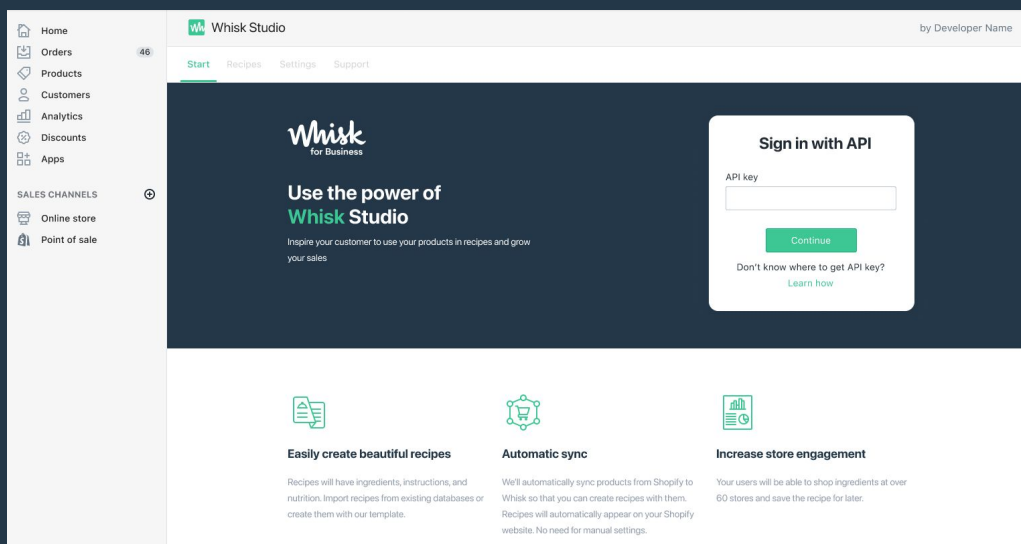 Home
Orders 46
Products
Customers
Analytics
Discounts
Apps
SALES CHANNELS
Online store
Point of sale
Whisk Studio
by Developer Name
Start Recipes Settings Support
Whisk
for Business
Use the power of
Whisk Studio
Inspire your customer to use your products in recipes and grow
your sales
Sign in with API
API key
Continue
Don't know where to get API key?
Learn how
Easily create beautiful recipes
Recipes will have ingredients, instructions, and
nutrition. Import recipes from existing databases or
create them with our template.
Automatic sync
We'll automatically sync products from Shopify to
Whisk so that you can create recipes with them.
Recipes will automatically appear on your Shopify
website. No need for manual settings.
Increase store engagement
Your users will be able to shop ingredients at over
60 stores and save the recipe for later.